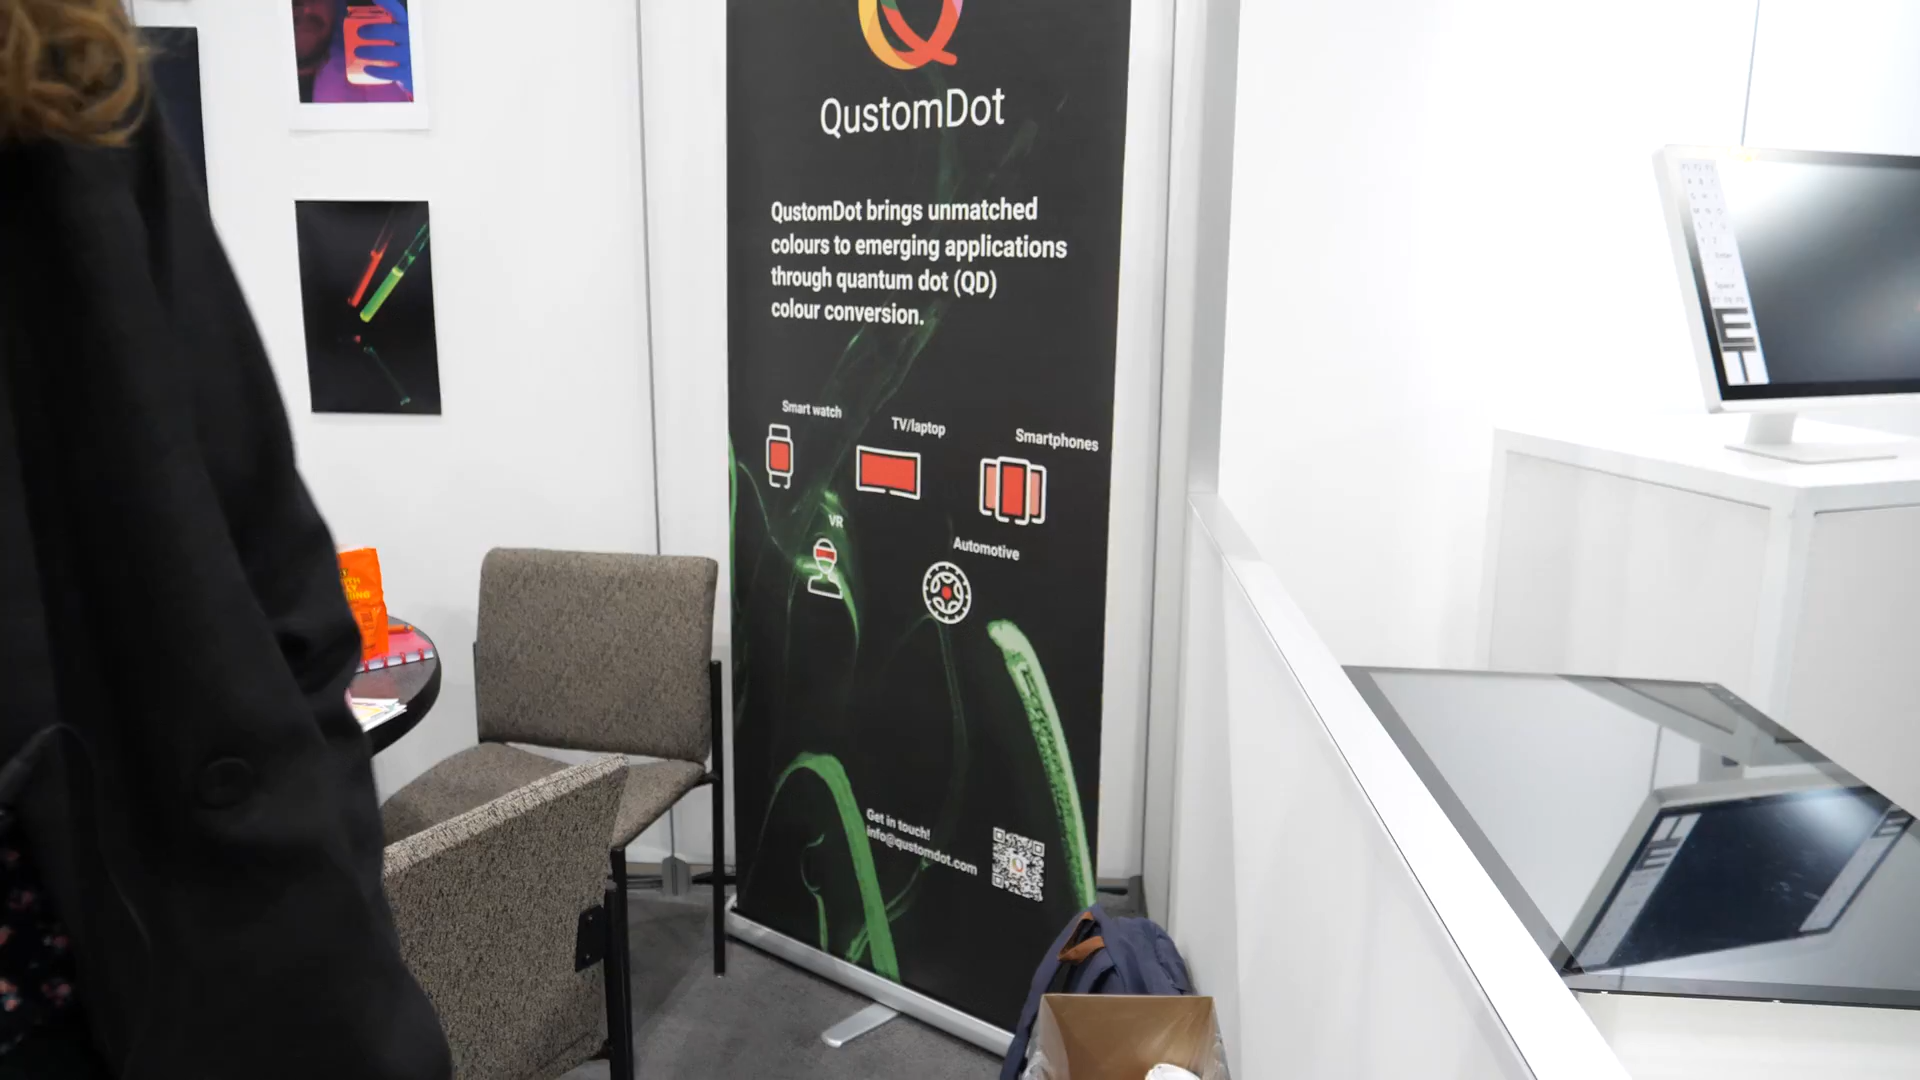 QustomDot
QustomDot brings unmatched
colours to emerging applications
through quantum dot (QD)
colour conversion.
Smart watch
TV/laptop
Smartphones
VR
Automotive
Get in touch!
info@qustomdot.com